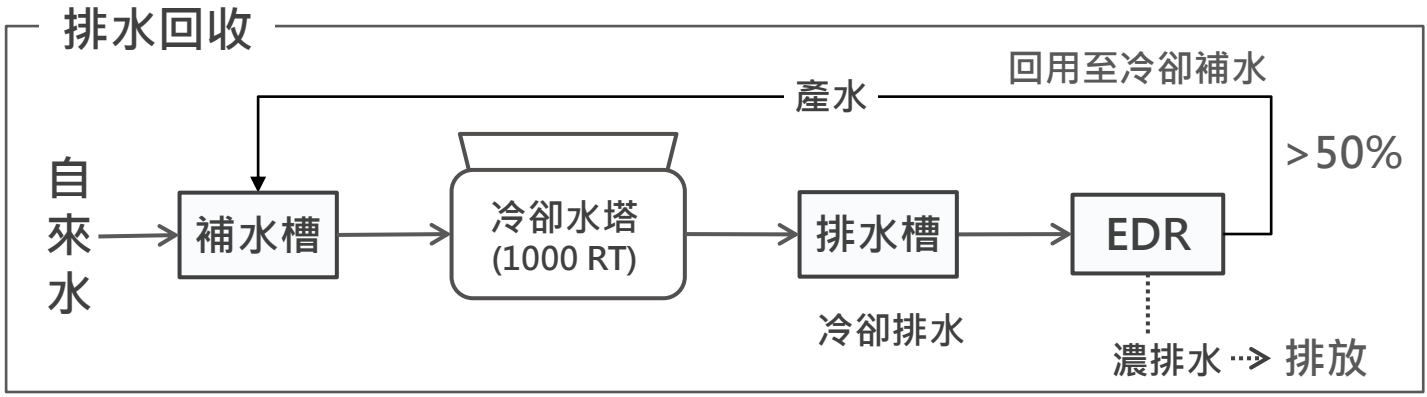 排水回收
回用至冷卻補水
產水
>50%
自來水
補水槽
冷卻水塔
(1000 RT)
排水槽
EDR
冷卻排水
濃排水
排放